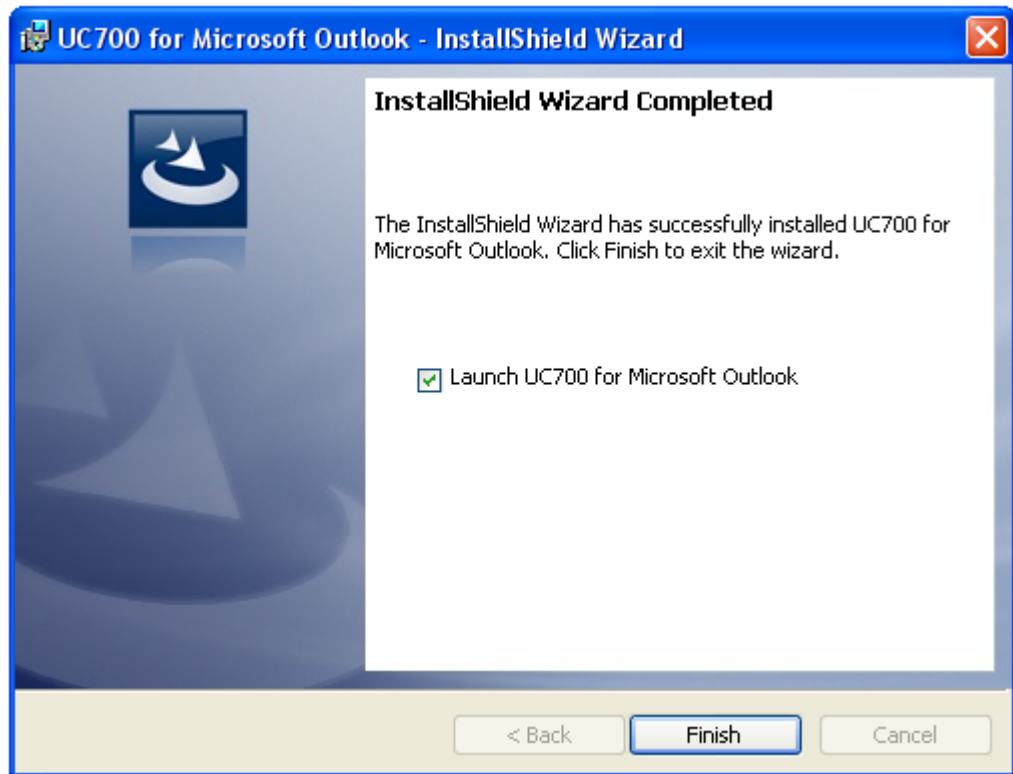 UC700 for Microsoft Outlook - InstallShield Wizard
InstallShield Wizard Completed
The InstallShield Wizard has successfully installed UC700 for
Microsoft Outlook. Click Finish to exit the wizard.
Launch UC700 for Microsoft Outlook
< Back
Finish
Cancel